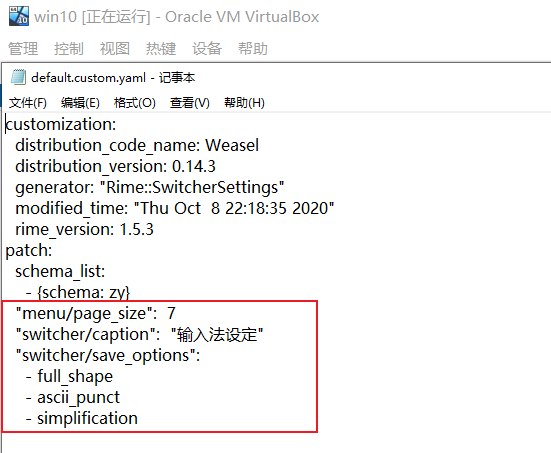 win10 [正在运行] - Oracle VM VirtualBox
管理 控制 视图 热键 设备 帮助
default.custom.yaml - 记事本
文件(F) 编辑(E) 格式(O) 查看(V) 帮助(H)
customization:
distribution_code_name: Weasel
distribution_version: 0.14.3
generator: "Rime::SwitcherSettings"
modified_time: "Thu Oct  8 22:18:35 2020"
rime_version: 1.5.3
patch:
schema_list:
- {schema: zy}
"menu/page_size":  7
"switcher/caption":  "输入法设定"
"switcher/save_options":
- full_shape
- ascii_punct
- simplification